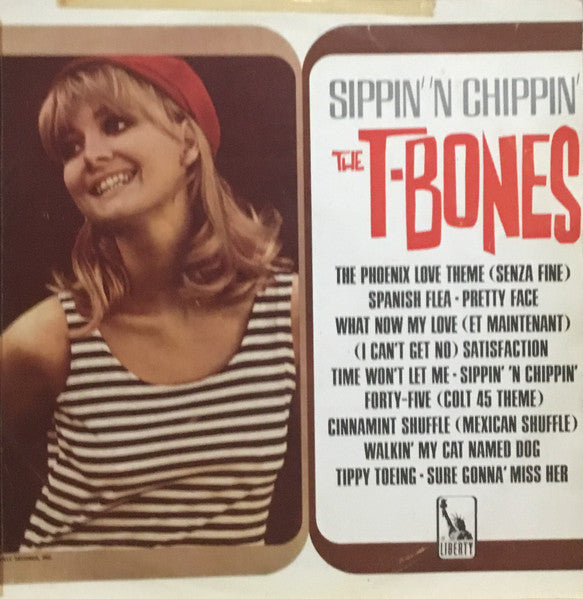 SIPPIN' 'N CHIPPIN'
THE T-BONES
THE PHOENIX LOVE THEME (SENZA FINE)
SPANISH FLEA · PRETTY FACE
WHAT NOW MY LOVE (ET MAINTENANT)
(I CAN'T GET NO) SATISFACTION
TIME WON'T LET ME · SIPPIN' 'N CHIPPIN'
FORTY-FIVE (COLT 45 THEME)
CINNAMINT SHUFFLE (MEXICAN SHUFFLE)
WALKIN' MY CAT NAMED DOG
TIPPY TOEING · SURE GONNA' MISS HER
LIBERTY
RECORDS, INC.